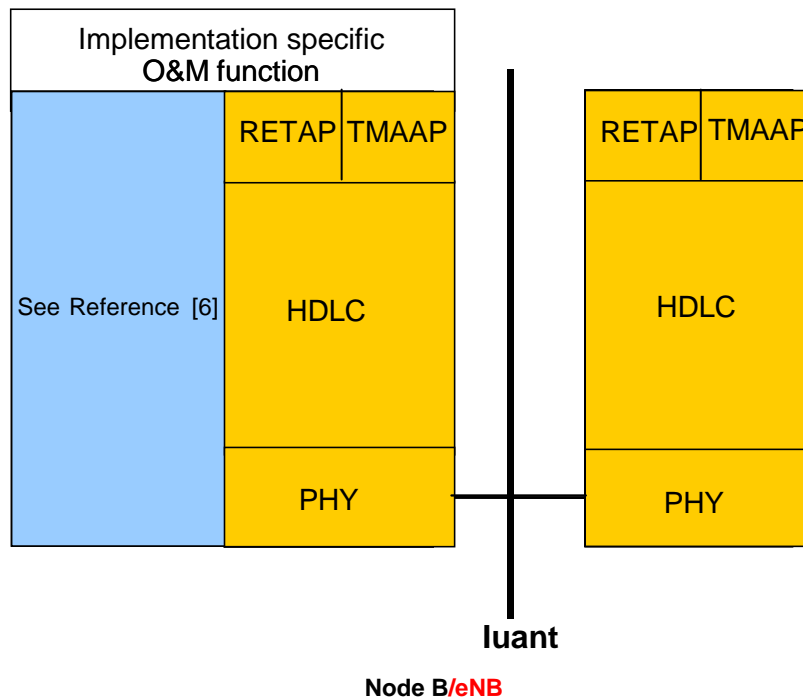 Implementation specific
O&M function
RETAP TMAAP
RETAP TMAAP
See Reference [6]
HDLC
HDLC
PHY
PHY
Iuant
Node B/eNB